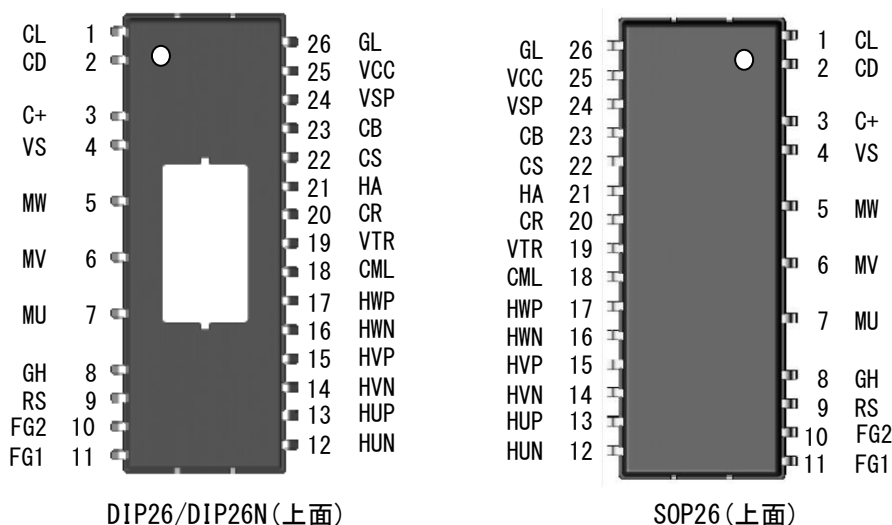 CL 1
CD 2
C+ 3
VS 4
MW 5
MV 6
MU 7
GH 8
RS 9
FG2 10
FG1 11
26 GL
25 VCC
24 VSP
23 CB
22 CS
21 HA
20 CR
19 VTR
18 CML
17 HWP
16 HWN
15 HVP
14 HVN
13 HUP
12 HUN
DIP26/DIP26N(上面)
GL 26
VCC 25
VSP 24
CB 23
CS 22
HA 21
CR 20
VTR 19
CML 18
HWP 17
HWN 16
HVP 15
HVN 14
HUP 13
HUN 12
1 CL
2 CD
3 C+
4 VS
5 MW
6 MV
7 MU
8 GH
9 RS
10 FG2
11 FG1
SOP26(上面)